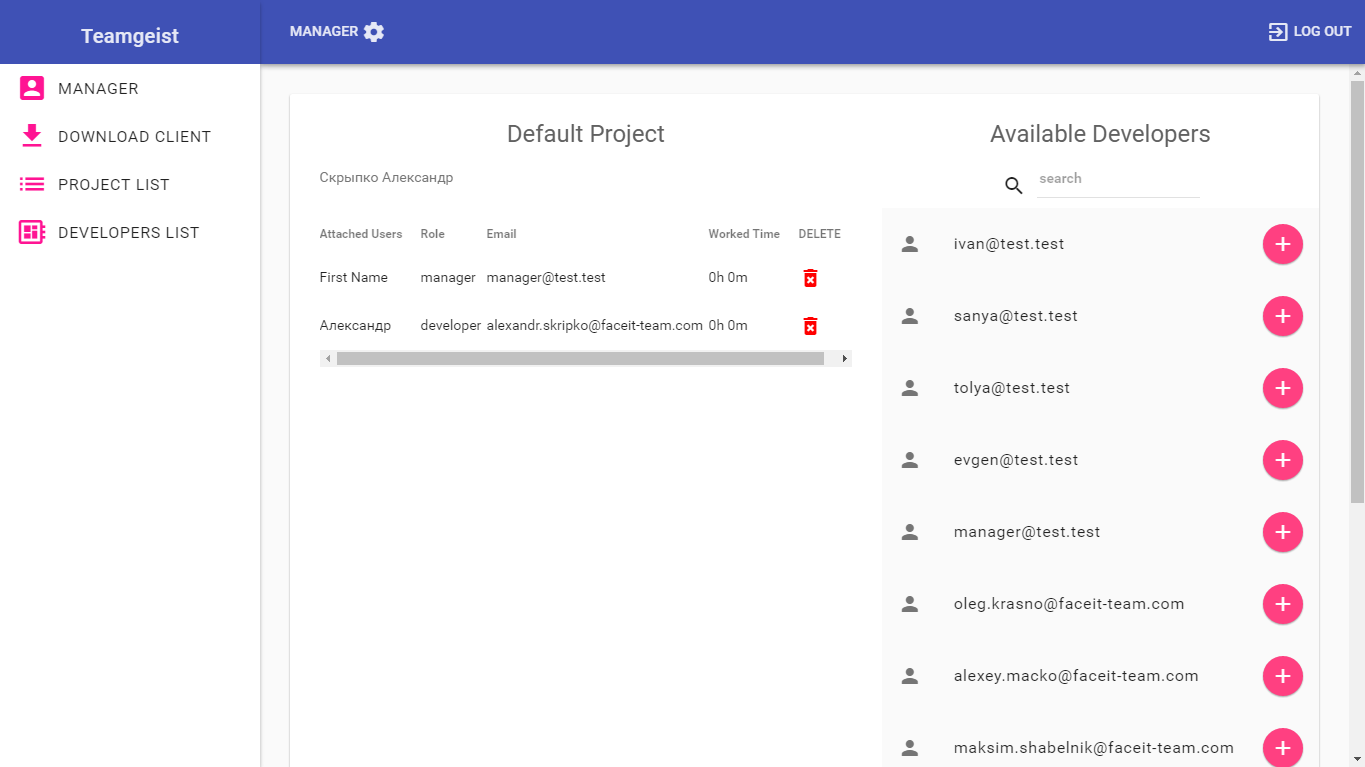 Teamgeist
MANAGER
LOG OUT
MANAGER
DOWNLOAD CLIENT
PROJECT LIST
DEVELOPERS LIST
Default Project
Скрыпко Александр
Attached Users Role Email Worked Time DELETE
First Name manager manager@test.test 0h 0m
Александр developer alexandr.skripko@faceit-team.com 0h 0m
Available Developers
search
ivan@test.test
sanya@test.test
tolya@test.test
evgen@test.test
manager@test.test
oleg.krasno@faceit-team.com
alexey.macko@faceit-team.com
maksim.shabelnik@faceit-team.com